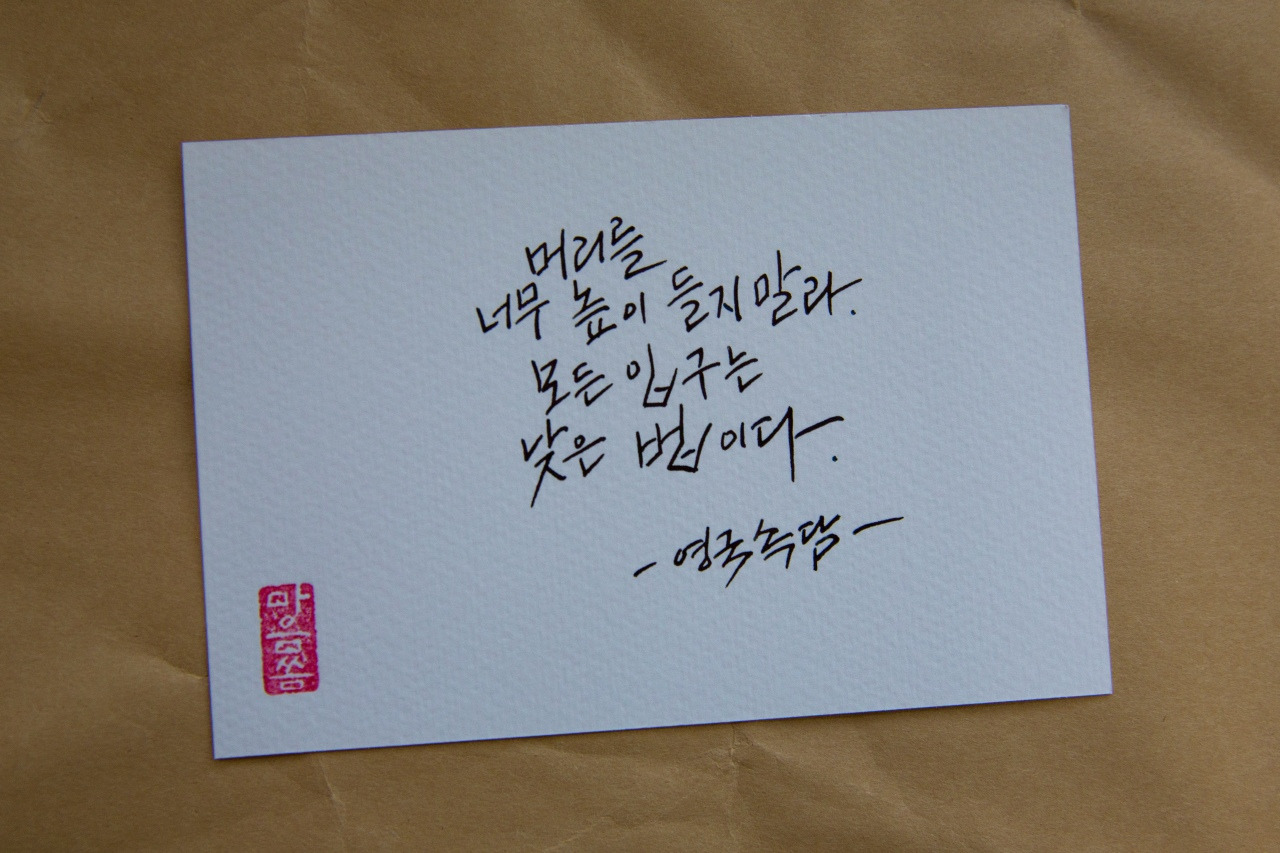 머리를
너무 높이 들지말라.
모든 입구는
낮은 법이다.
- 영국속담 -